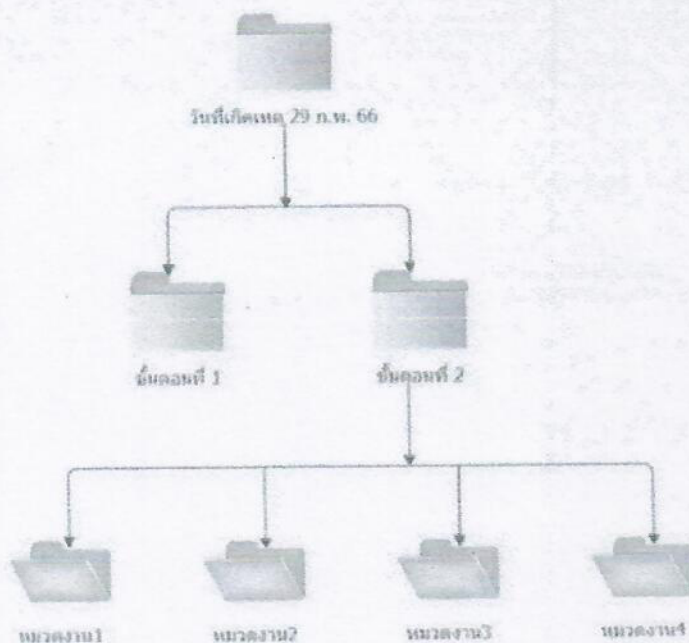 วันที่เกิดเหตุ 29 ก.พ. 66
ขั้นตอนที่ 1
ขั้นตอนที่ 2
หมวดงาน1
หมวดงาน2
หมวดงาน3
หมวดงาน4